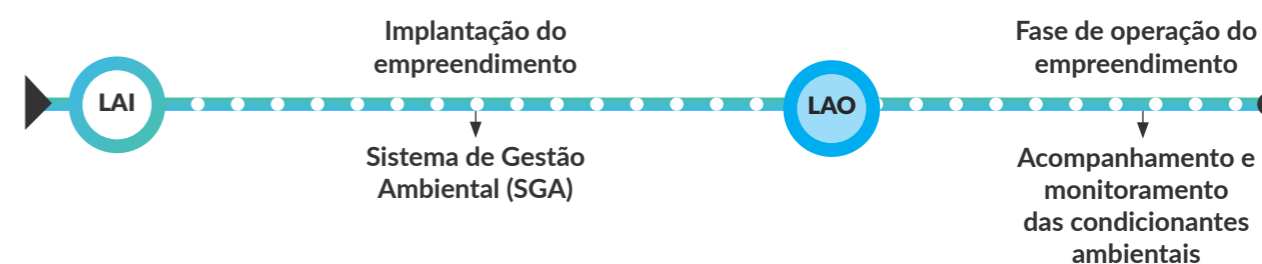 LAI
Implantação do
empreendimento
Sistema de Gestão
Ambiental (SGA)
LAO
Fase de operação do
empreendimento
Acompanhamento e
monitoramento
das condicionantes
ambientais